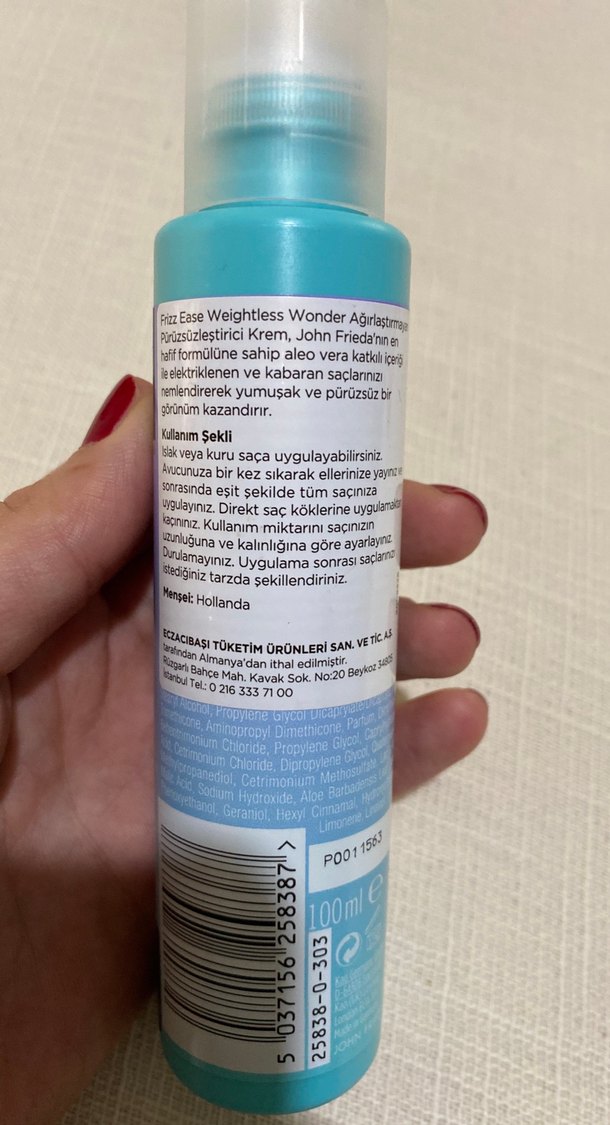 Frizz Ease Weightless Wonder Ağırlaştırmayan
Pürüzsüzleştirici Krem, John Frieda'nın en
hafif formülüne sahip aleo vera katkılı içeriği
ile elektriklenen ve kabaran saçlarınızı
nemlendirerek yumuşak ve pürüzsüz bir
görünüm kazandırır.
Kullanım Şekli
Islak veya kuru saça uygulayabilirsiniz.
Avucunuza bir kez sıkarak ellerinize yayınız ve
sonrasında eşit şekilde tüm saçınıza
uygulayınız. Direkt saç köklerine uygulamaktan
kaçınınız. Kullanım miktarını saçınızın
uzunluğuna ve kalınlığına göre ayarlayınız.
Durulamayınız. Uygulama sonrası saçlarınızı
istediğiniz tarzda şekillendiriniz.
Menşei: Hollanda
ECZACIBAŞI TÜKETİM ÜRÜNLERİ SAN. VE TİC. A.Ş.
tarafından Almanya'dan ithal edilmiştir.
Rüzgarlı Bahçe Mah. Kavak Sok. No:20 Beykoz 34805
İstanbul Tel.: 0 216 333 71 00
Alcohol, Propylene Glycol
Aminopropyl Dimethicone, Parfum,
Chloride, Propylene Glycol,
Cetrimonium Chloride, Dipropylene Glycol,
Cetrimonium Methosulfate,
Acid, Sodium Hydroxide, Aloe Barbadensis
Geraniol, Hexyl Cinnamal,
Limonene,
P0011563
100ml e
5 037156 258387 >
25838-0-303